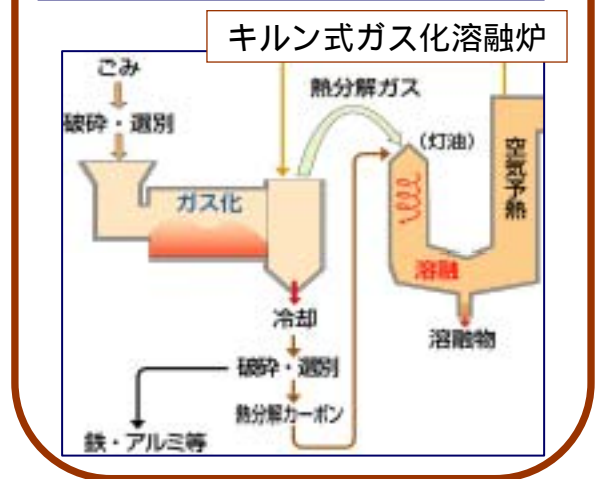 キルン式ガス化溶融炉
ごみ
破砕・選別
熱分解ガス
(灯油)
空気予熱
ガス化
溶融
冷却
溶融物
破砕・選別
熱分解カーボン
鉄・アルミ等